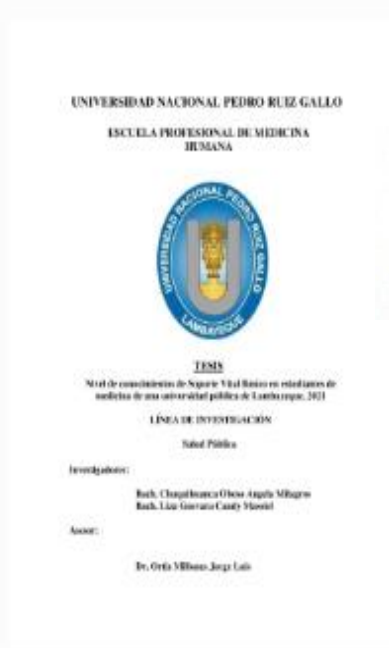 UNIVERSIDAD NACIONAL PEDRO RUIZ GALLO
ESCUELA PROFESIONAL DE MEDICINA
HUMANA
UNIVERSIDAD NACIONAL PEDRO RUIZ GALLO
LAMBAYEQUE
TESIS
Nivel de conocimientos de Soporte Vital Básico en estudiantes de
medicina de una universidad pública de Lambayeque, 2021
LÍNEA DE INVESTIGACIÓN
Salud Pública
Investigadores:
Bach. Chuquihuanca Obeso Angela Milagros
Bach. Liza Guevara Candy Massiel
Asesor:
Dr. Ortiz Millones Jorge Luis